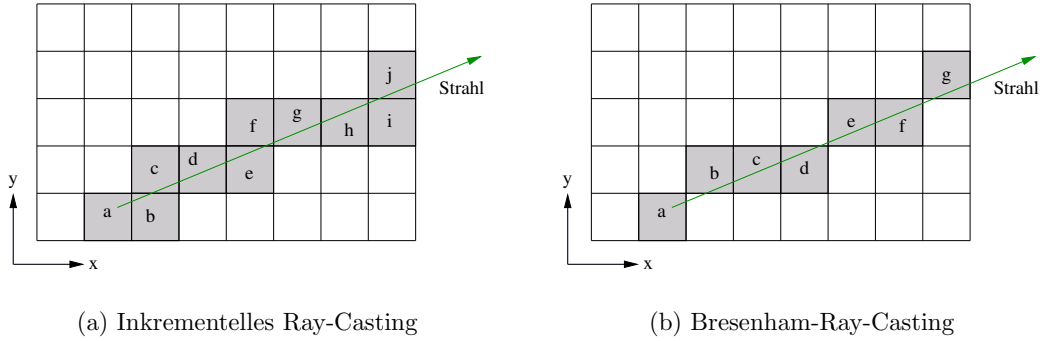 j
Strahl
f
g
h
i
c
d
e
y
a
b
x
(a) Inkrementelles Ray-Casting
g
Strahl
e
f
b
c
d
y
a
x
(b) Bresenham-Ray-Casting